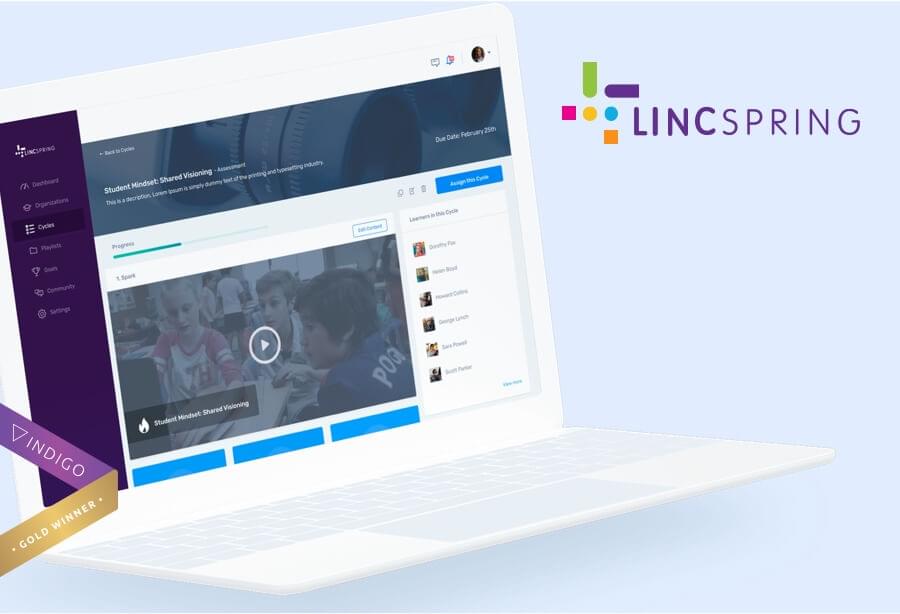 LINCSPRING
LINCSPRING
Dashboard
Organizations
Cycles
Playlists
Goals
Community
Settings
← Back to Cycles
Student Mindset: Shared Visioning - Assessment
This is a decription. Lorem Ipsum is simply dummy text of the printing and typesetting industry.
Due Date: February 25th
Assign this Cycle
Progress
Edit Content
1. Spark
Student Mindset: Shared Visioning
Learners in this Cycle
Dorothy Fox
Helen Boyd
Howard Collins
George Lynch
Sara Powell
Scott Parker
View more
INDIGO
• GOLD WINNER •